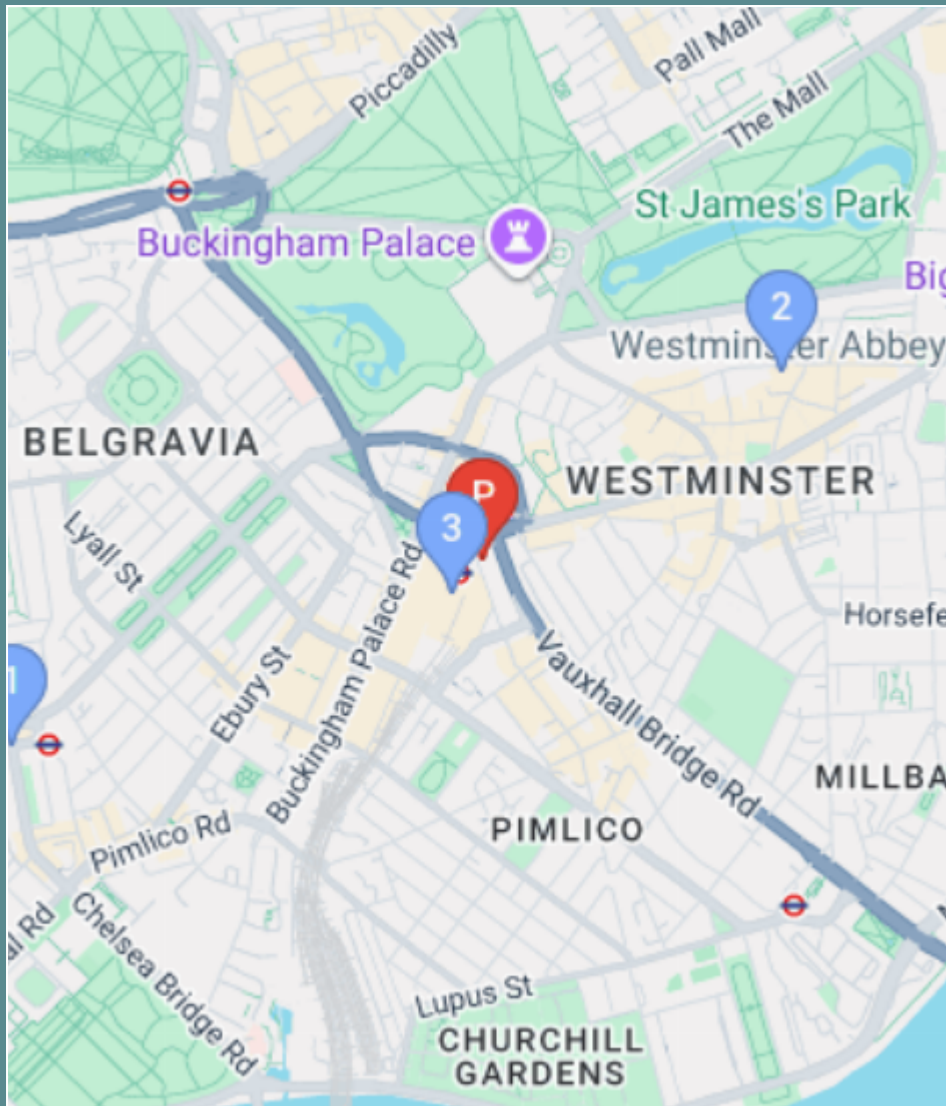 Piccadilly
Pall Mall
The Mall
St James's Park
Buckingham Palace
Big
2
Westminster Abbey
BELGRAVIA
WESTMINSTER
P
3
Lyall St
Buckingham Palace Rd
Horsefe
1
Ebury St
Vauxhall Bridge Rd
MILLBA
PIMLICO
Pimlico Rd
al Rd
Chelsea Bridge Rd
Lupus St
CHURCHILL
GARDENS